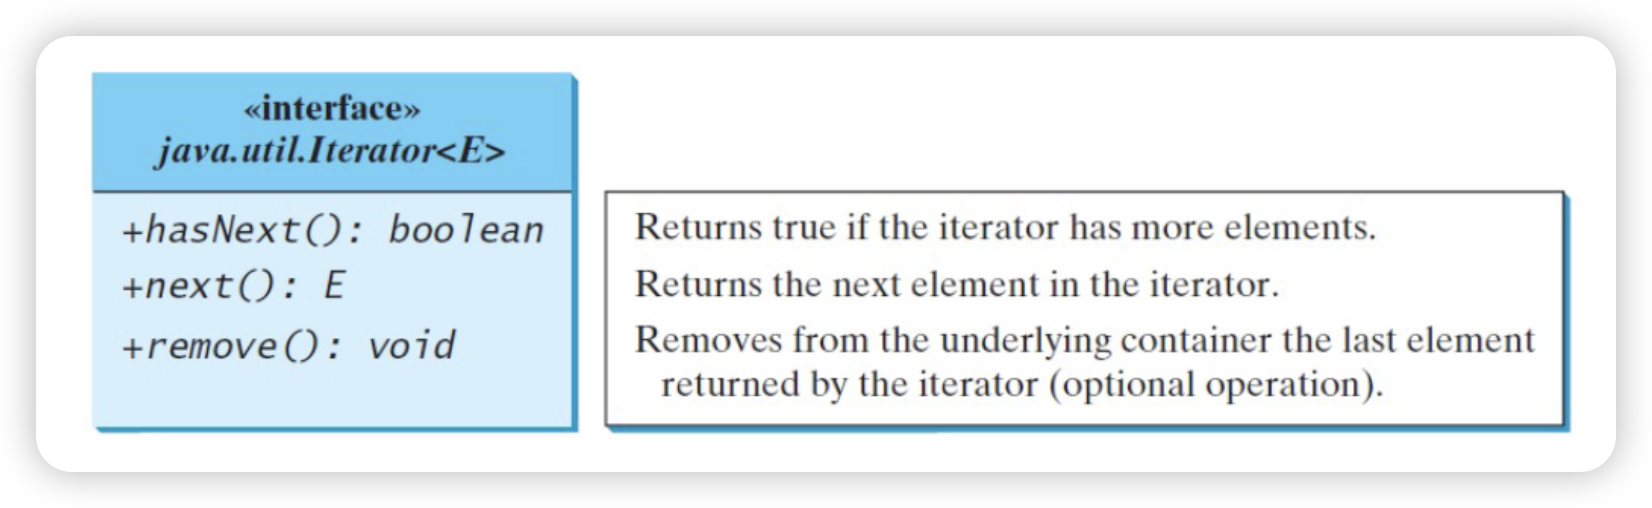 «interface»
java.util.Iterator<E>
+hasNext(): boolean
+next(): E
+remove(): void
Returns true if the iterator has more elements.
Returns the next element in the iterator.
Removes from the underlying container the last element
returned by the iterator (optional operation).